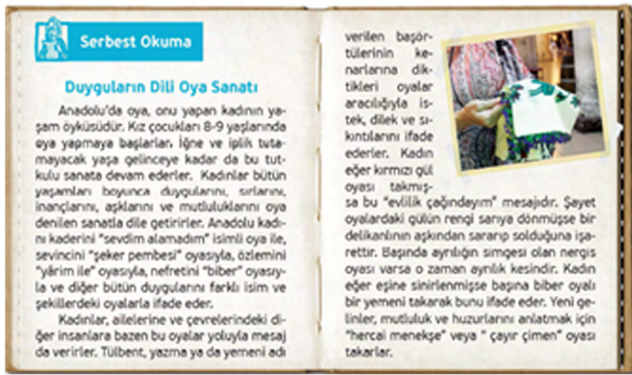 Serbest Okuma
Duyguların Dili Oya Sanatı
Anadolu'da oya, onu yapan kadının ya-
şam öyküsüdür. Kız çocukları 8-9 yaşlarında
oya yapmaya başlarlar. İğne ve iplik tuta-
mayacak yaşa gelinceye kadar da bu tut-
kulu sanata devam ederler. Kadınlar bütün
yaşamları boyunca duygularını, sırlarını,
inançlarını, aşklarını ve mutluluklarını oya
denilen sanatla dile getirirler. Anadolu kadı-
nı kaderini "sevdim alamadım" isimli oya ile,
sevincini "şeker pembesi" oyasıyla, özlemini
"yârim ile" oyasıyla, nefretini "biber" oyasıy-
la ve diğer bütün duygularını farklı isim ve
şekillerdeki oyalarla ifade eder.
Kadınlar, ailelerine ve çevrelerindeki di-
ğer insanlara bazen bu oyalar yoluyla mesaj
da verirler. Tülbent, yazma ya da yemeni adı
verilen başör-
tülerinin ke-
narlarına dik-
tikleri oyalar
aracılığıyla is-
tek, dilek ve sı-
kıntılarını ifade
ederler. Kadın
eğer kırmızı gül
oyası takmış-
sa bu "evlilik çağındayım" mesajıdır. Şayet
oyalardaki gülün rengi sarıya dönmüşse bir
delikanlının aşkından sararıp solduğuna işa-
rettir. Başında ayrılığın simgesi olan nergis
oyası varsa o zaman ayrılık kesindir. Kadın
eğer eşine sinirlenmişse başına biber oyalı
bir yemeni takarak bunu ifade eder. Yeni ge-
linler, mutluluk ve huzurlarını anlatmak için
"hercai menekşe" veya " çayır çimen" oyası
takarlar.